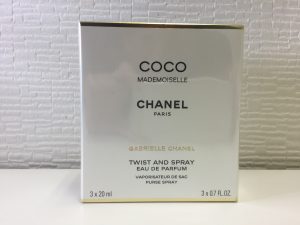 COCO
MADEMOISELLE
CHANEL
PARIS
GABRIELLE CHANEL
TWIST AND SPRAY
EAU DE PARFUM
VAPORISATEUR DE SAC
PURSE SPRAY
3 x 20 ml 3 x 0.7 FL. OZ.